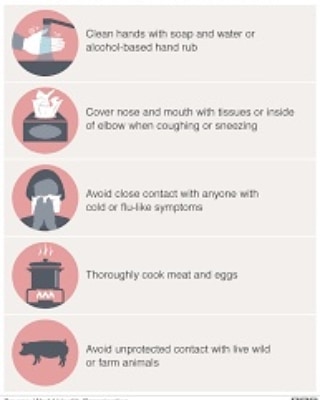 Clean hands with soap and water or
alcohol-based hand rub
Cover nose and mouth with tissues or inside
of elbow when coughing or sneezing
Avoid close contact with anyone with
cold or flu-like symptoms
Thoroughly cook meat and eggs
Avoid unprotected contact with live wild
or farm animals